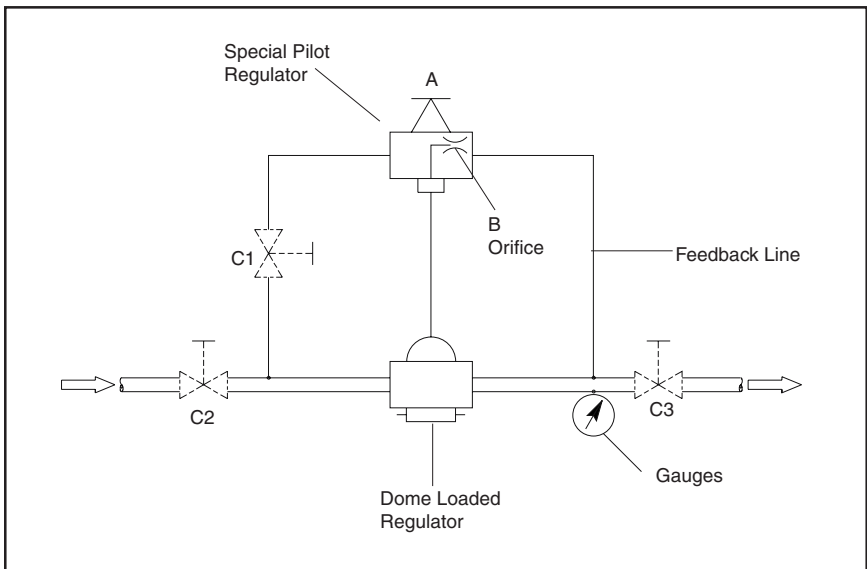 Special Pilot
Regulator
A
B
Orifice
C1
Feedback Line
C2
C3
Gauges
Dome Loaded
Regulator